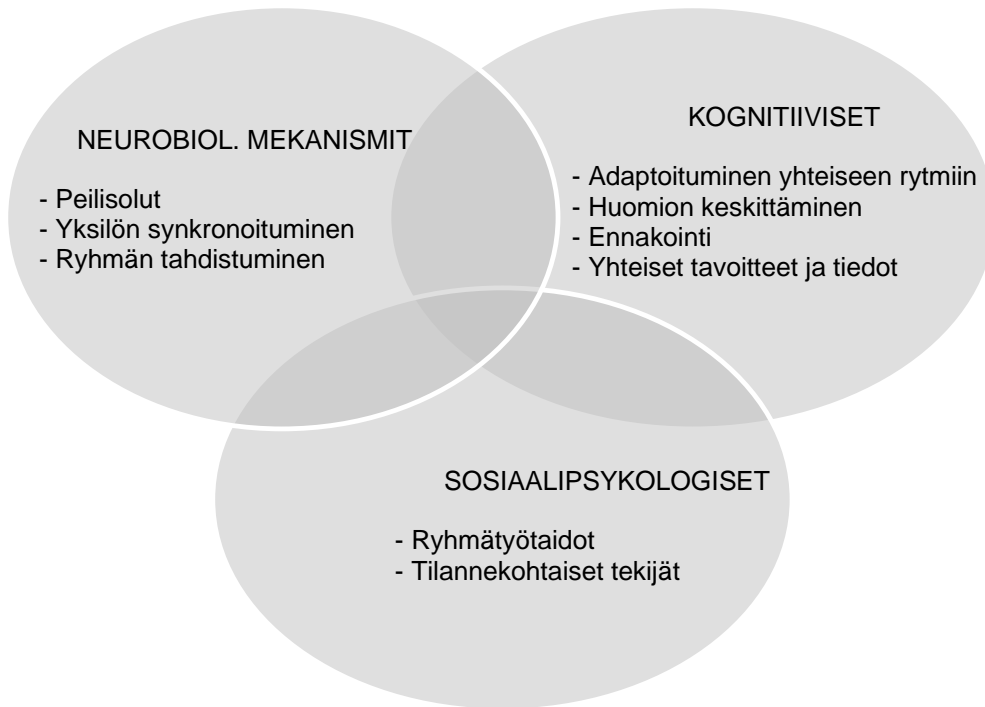 NEUROBIOL. MEKANISMIT
- Peilisolut
- Yksilön synkronoituminen
- Ryhmän tahdistuminen
KOGNITIIVISET
- Adaptoituminen yhteiseen rytmiin
- Huomion keskittäminen
- Ennakointi
- Yhteiset tavoitteet ja tiedot
SOSIAALIPSYKOLOGISET
- Ryhmätyötaidot
- Tilannekohtaiset tekijät